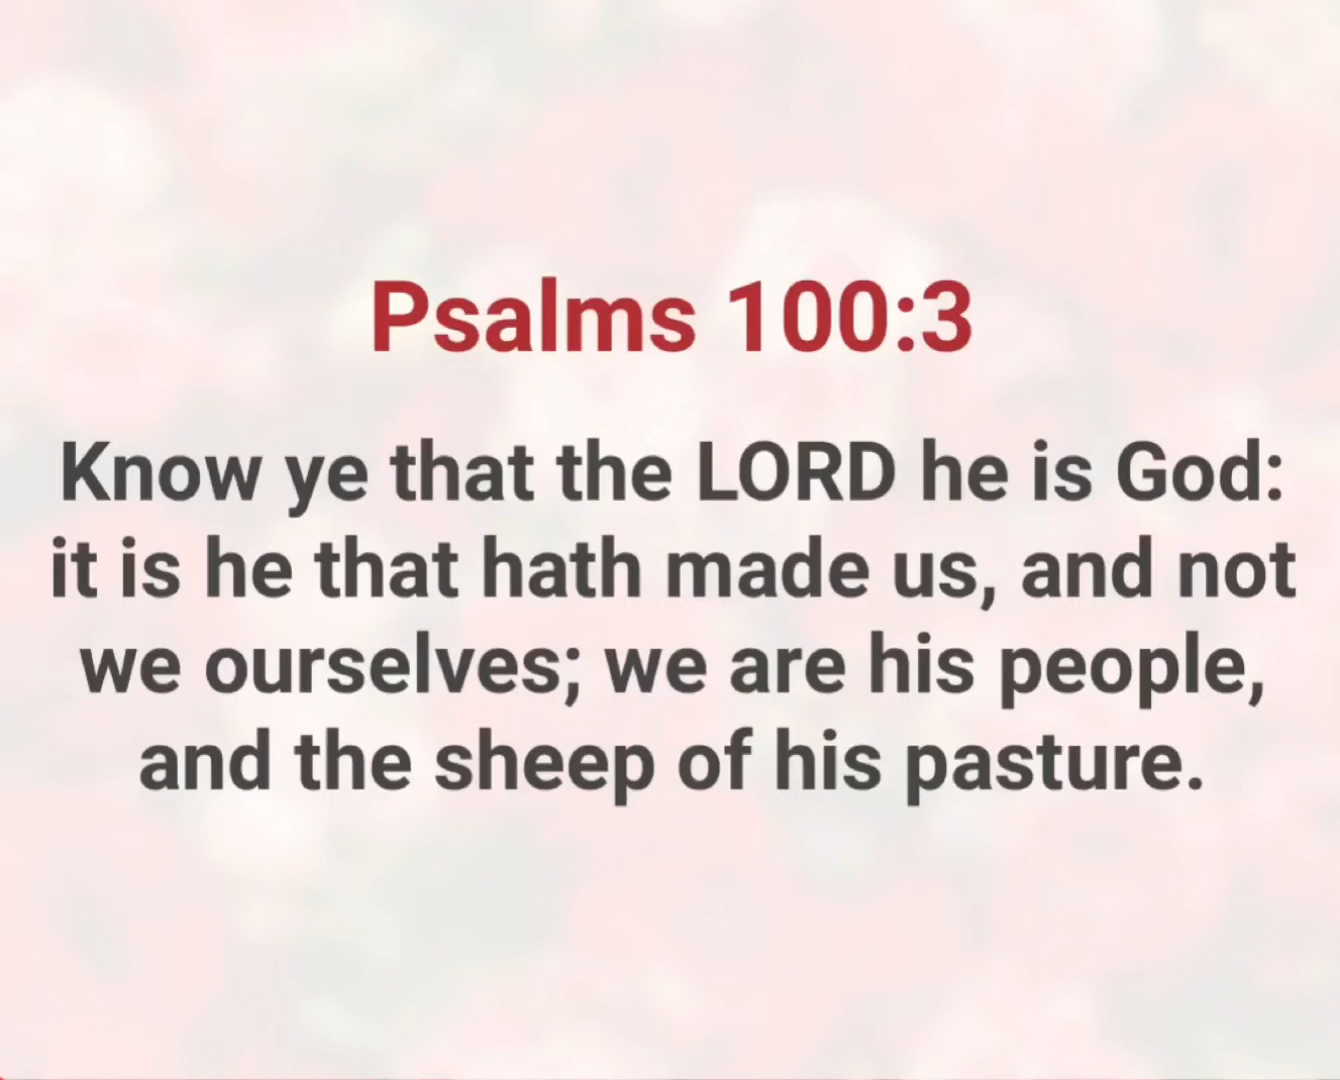 Psalms 100:3
Know ye that the LORD he is God:
it is he that hath made us, and not
we ourselves; we are his people,
and the sheep of his pasture.